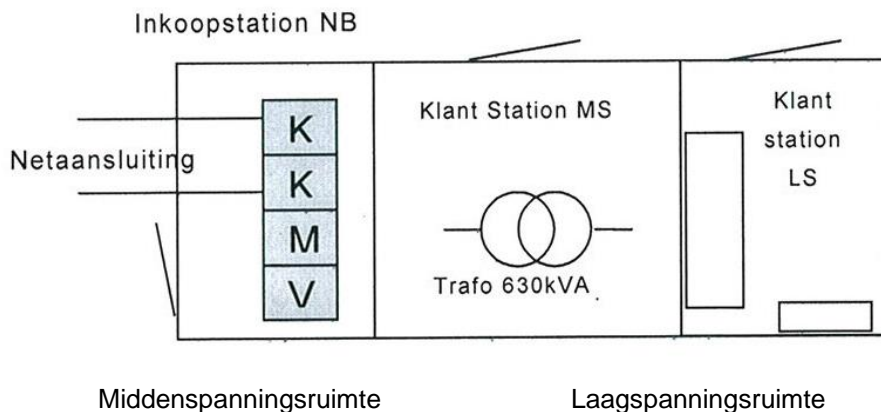 Inkoopstation NB
Netaansluiting
K
K
M
V
Klant Station MS
Trafo 630kVA
Klant
station
LS
Middenspanningsruimte
Laagspanningsruimte